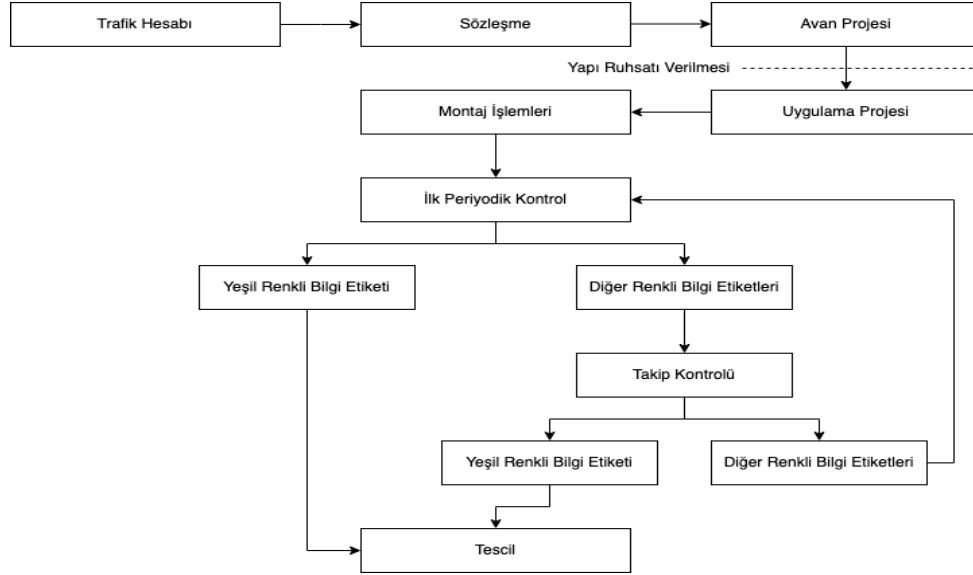 Trafik Hesabı
Sözleşme
Avan Projesi
Yapı Ruhsatı Verilmesi
Montaj İşlemleri
Uygulama Projesi
İlk Periyodik Kontrol
Yeşil Renkli Bilgi Etiketi
Diğer Renkli Bilgi Etiketleri
Takip Kontrolü
Yeşil Renkli Bilgi Etiketi
Diğer Renkli Bilgi Etiketleri
Tescil